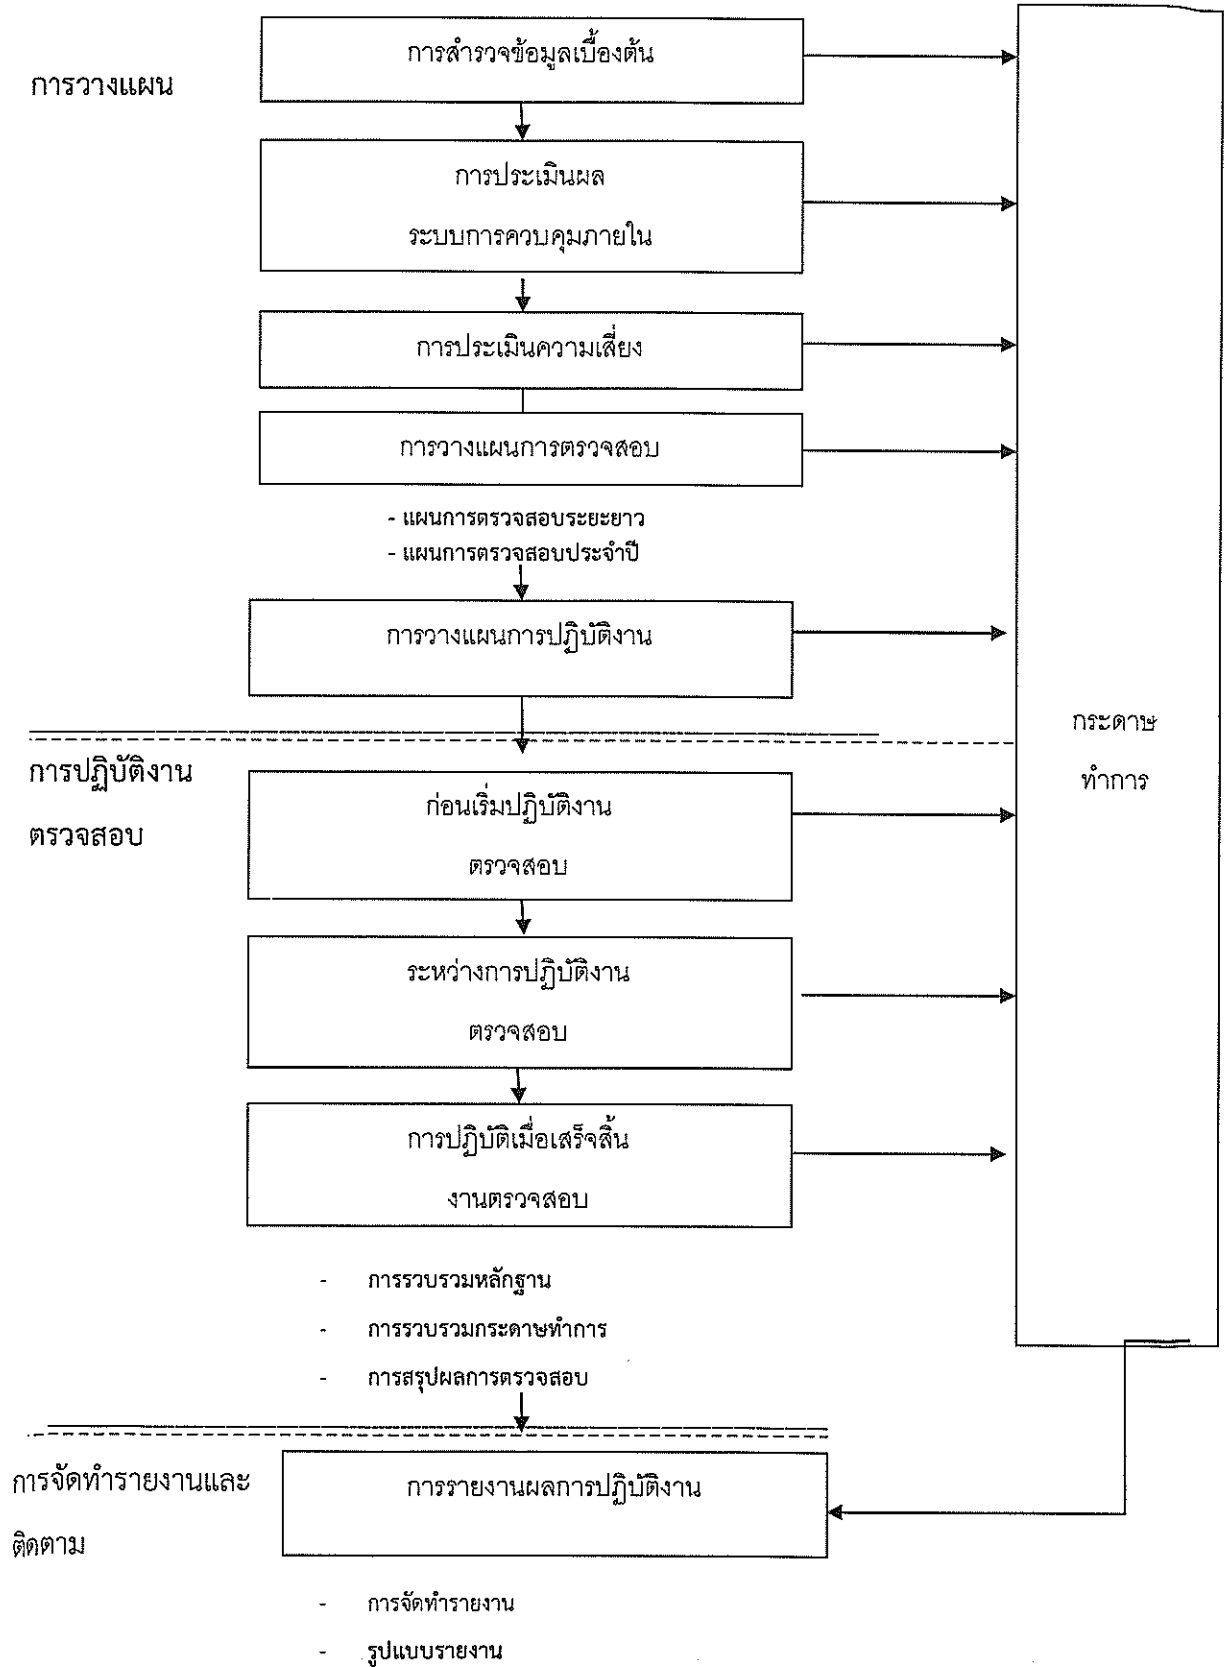 การสำรวจข้อมูลเบื้องต้น
การวางแผน
การประเมินผล
ระบบการควบคุมภายใน
การประเมินความเสี่ยง
การวางแผนการตรวจสอบ
- แผนการตรวจสอบระยะยาว
- แผนการตรวจสอบประจำปี
การวางแผนการปฏิบัติงาน
กระดาษ
ทำการ
การปฏิบัติงาน
ตรวจสอบ
ก่อนเริ่มปฏิบัติงาน
ตรวจสอบ
ระหว่างการปฏิบัติงาน
ตรวจสอบ
การปฏิบัติเมื่อเสร็จสิ้น
งานตรวจสอบ
- การรวบรวมหลักฐาน
- การรวบรวมกระดาษทำการ
- การสรุปผลการตรวจสอบ
การจัดทำรายงานและ
ติดตาม
การรายงานผลการปฏิบัติงาน
- การจัดทำรายงาน
- รูปแบบรายงาน